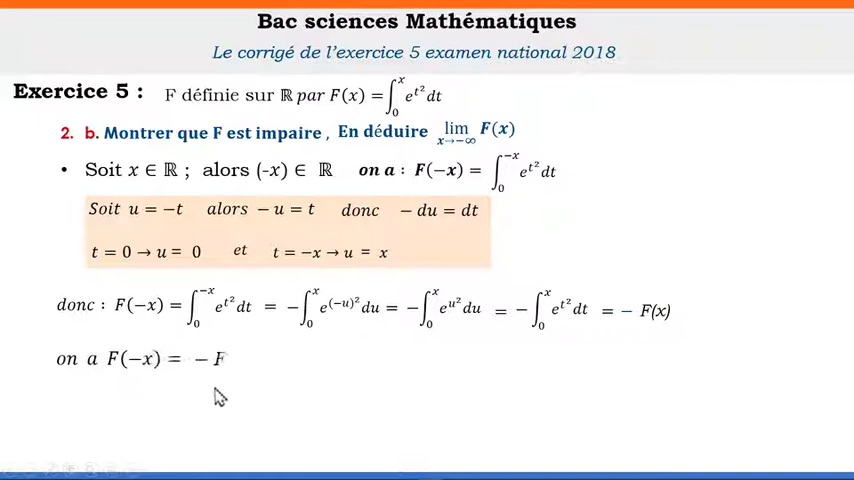 Bac sciences Mathématiques
Le corrigé de l'exercice 5 examen national 2018
Exercice 5 : F définie sur ℝ par F(x) = ∫₀ˣ e^{t²} dt
2. b. Montrer que F est impaire , En déduire lim_{x→−∞} F(x)
• Soit x ∈ ℝ ; alors (-x) ∈ ℝ on a : F(−x) = ∫₀^{−x} e^{t²} dt
Soit u = −t alors − u = t donc − du = dt
t = 0 → u = 0 et t = −x → u = x
donc : F(−x) = ∫₀^{−x} e^{t²} dt = −∫₀ˣ e^{(−u)²} du = −∫₀ˣ e^{u²} du = −∫₀ˣ e^{t²} dt = − F(x)
on a F(−x) = − F